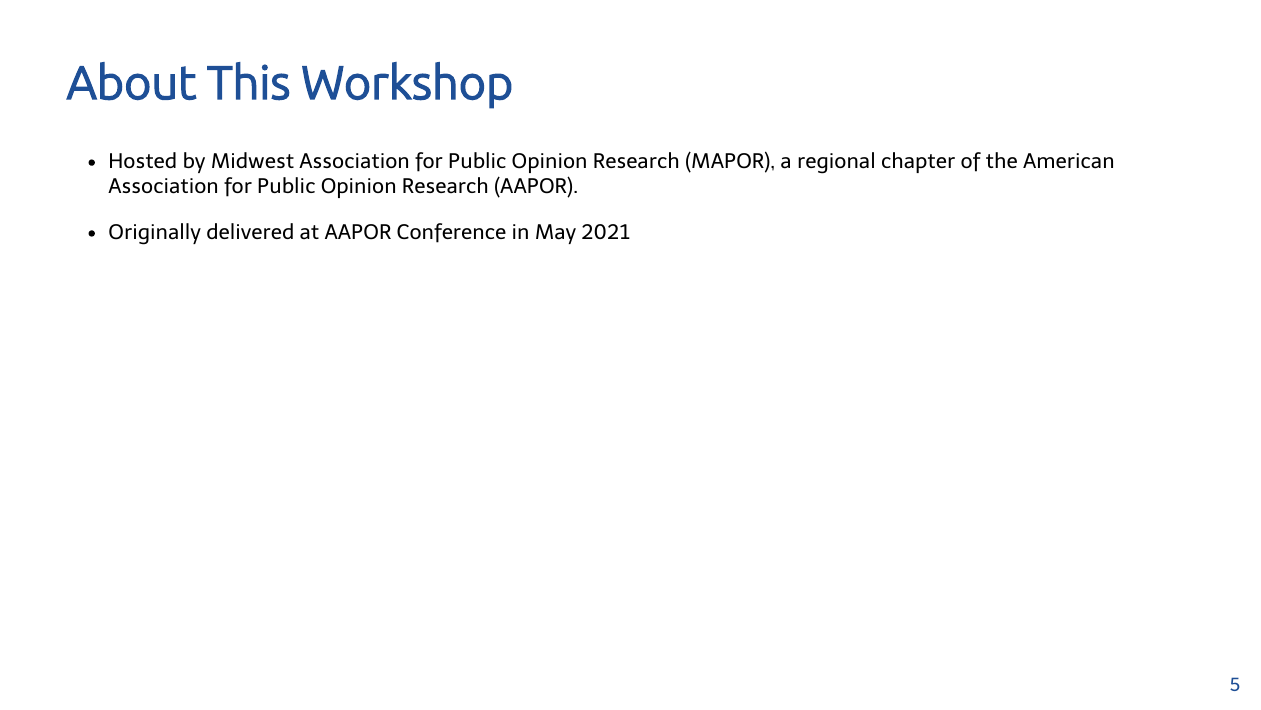 About This Workshop
• Hosted by Midwest Association for Public Opinion Research (MAPOR), a regional chapter of the American
Association for Public Opinion Research (AAPOR).
• Originally delivered at AAPOR Conference in May 2021
5